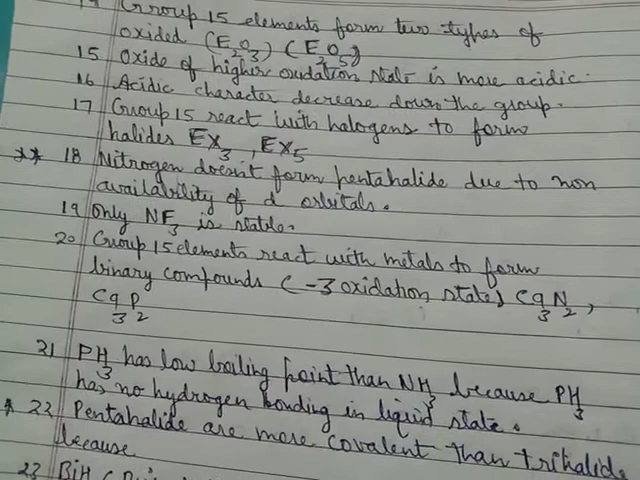 14 Group 15 elements form two types of
oxided (E2O3) (E2O5)
15 Oxide of higher oxidation state is more acidic.
16 Acidic character decrease down the group.
17 Group 15 react with halogens to form
halides EX3, EX5
** 18 Nitrogen doesn't form pentahalide due to non
availability of d orbitals.
19 Only NF3 is stable.
20 Group 15 elements react with metals to form
binary compounds (-3 oxidation state) Ca3N2,
Ca3P2
21 PH3 has low boiling point than NH3 because PH3
has no hydrogen bonding in liquid state.
* 22 Pentahalide are more covalent than trihalide
because
23 BiH